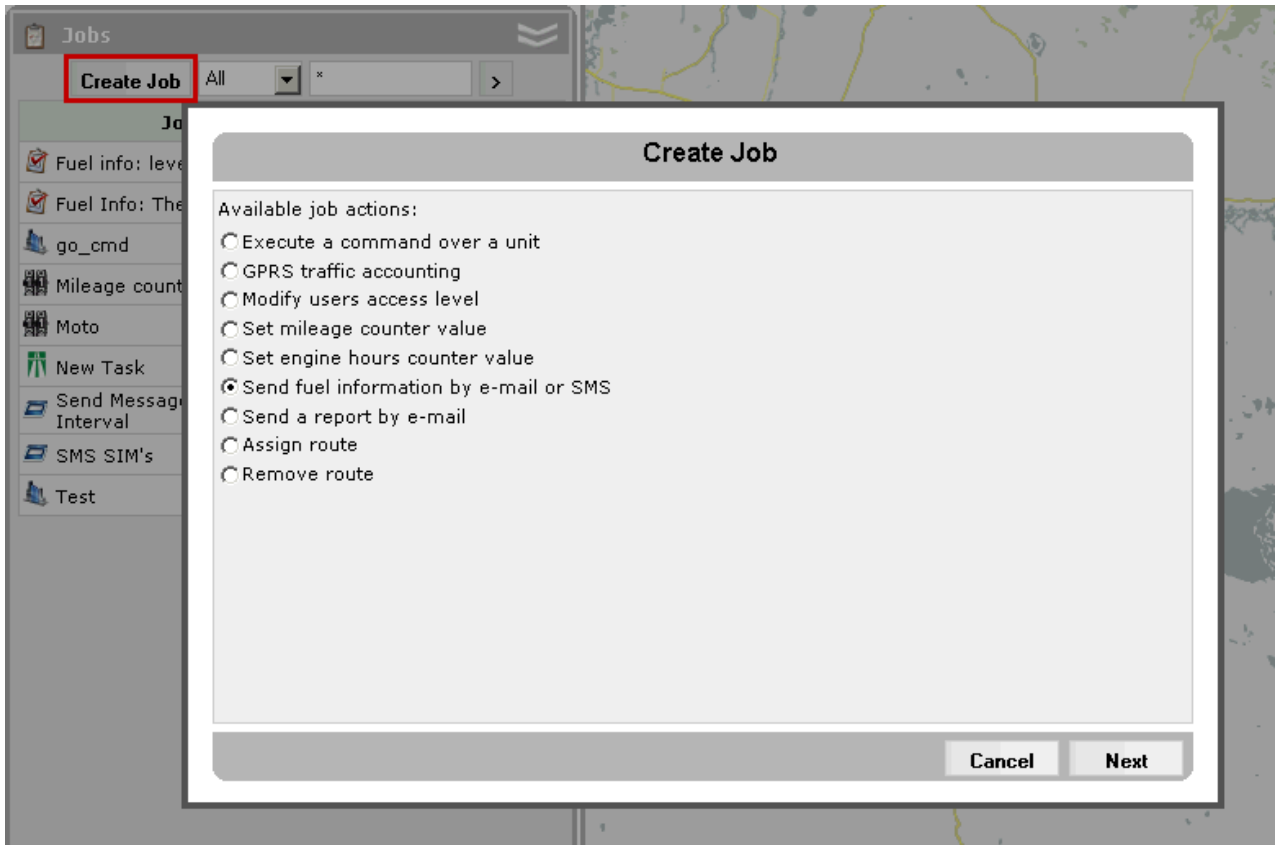 Jobs
Create Job All * >
Jo
Create Job
Fuel info: leve
Fuel Info: The
go_cmd
Mileage count
Moto
New Task
Send Messag
Interval
SMS SIM's
Test
Available job actions:
Execute a command over a unit
GPRS traffic accounting
Modify users access level
Set mileage counter value
Set engine hours counter value
Send fuel information by e-mail or SMS
Send a report by e-mail
Assign route
Remove route
Cancel Next